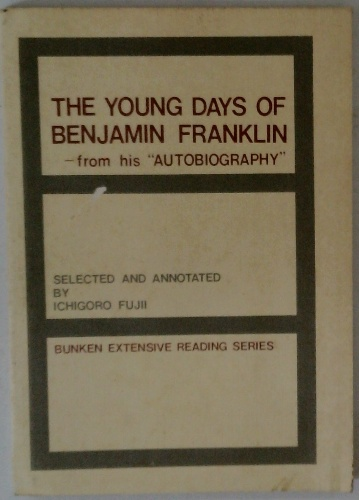 THE YOUNG DAYS OF
BENJAMIN FRANKLIN
—from his "AUTOBIOGRAPHY"
SELECTED AND ANNOTATED
BY
ICHIGORO FUJII
BUNKEN EXTENSIVE READING SERIES